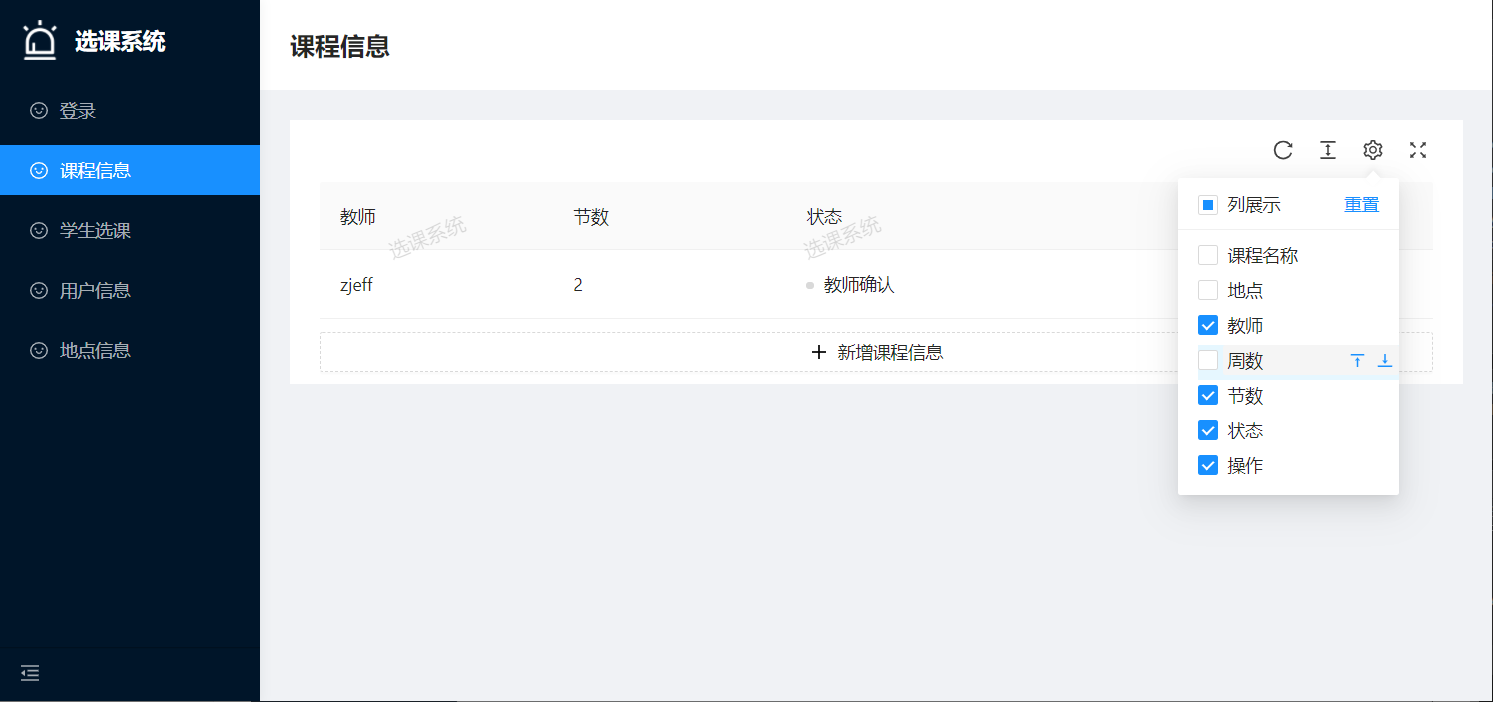 选课系统
登录
课程信息
学生选课
用户信息
地点信息
课程信息
教师 节数 状态
选课系统 选课系统
zjeff 2 教师确认
新增课程信息
列展示 重置
课程名称
地点
教师
周数
节数
状态
操作